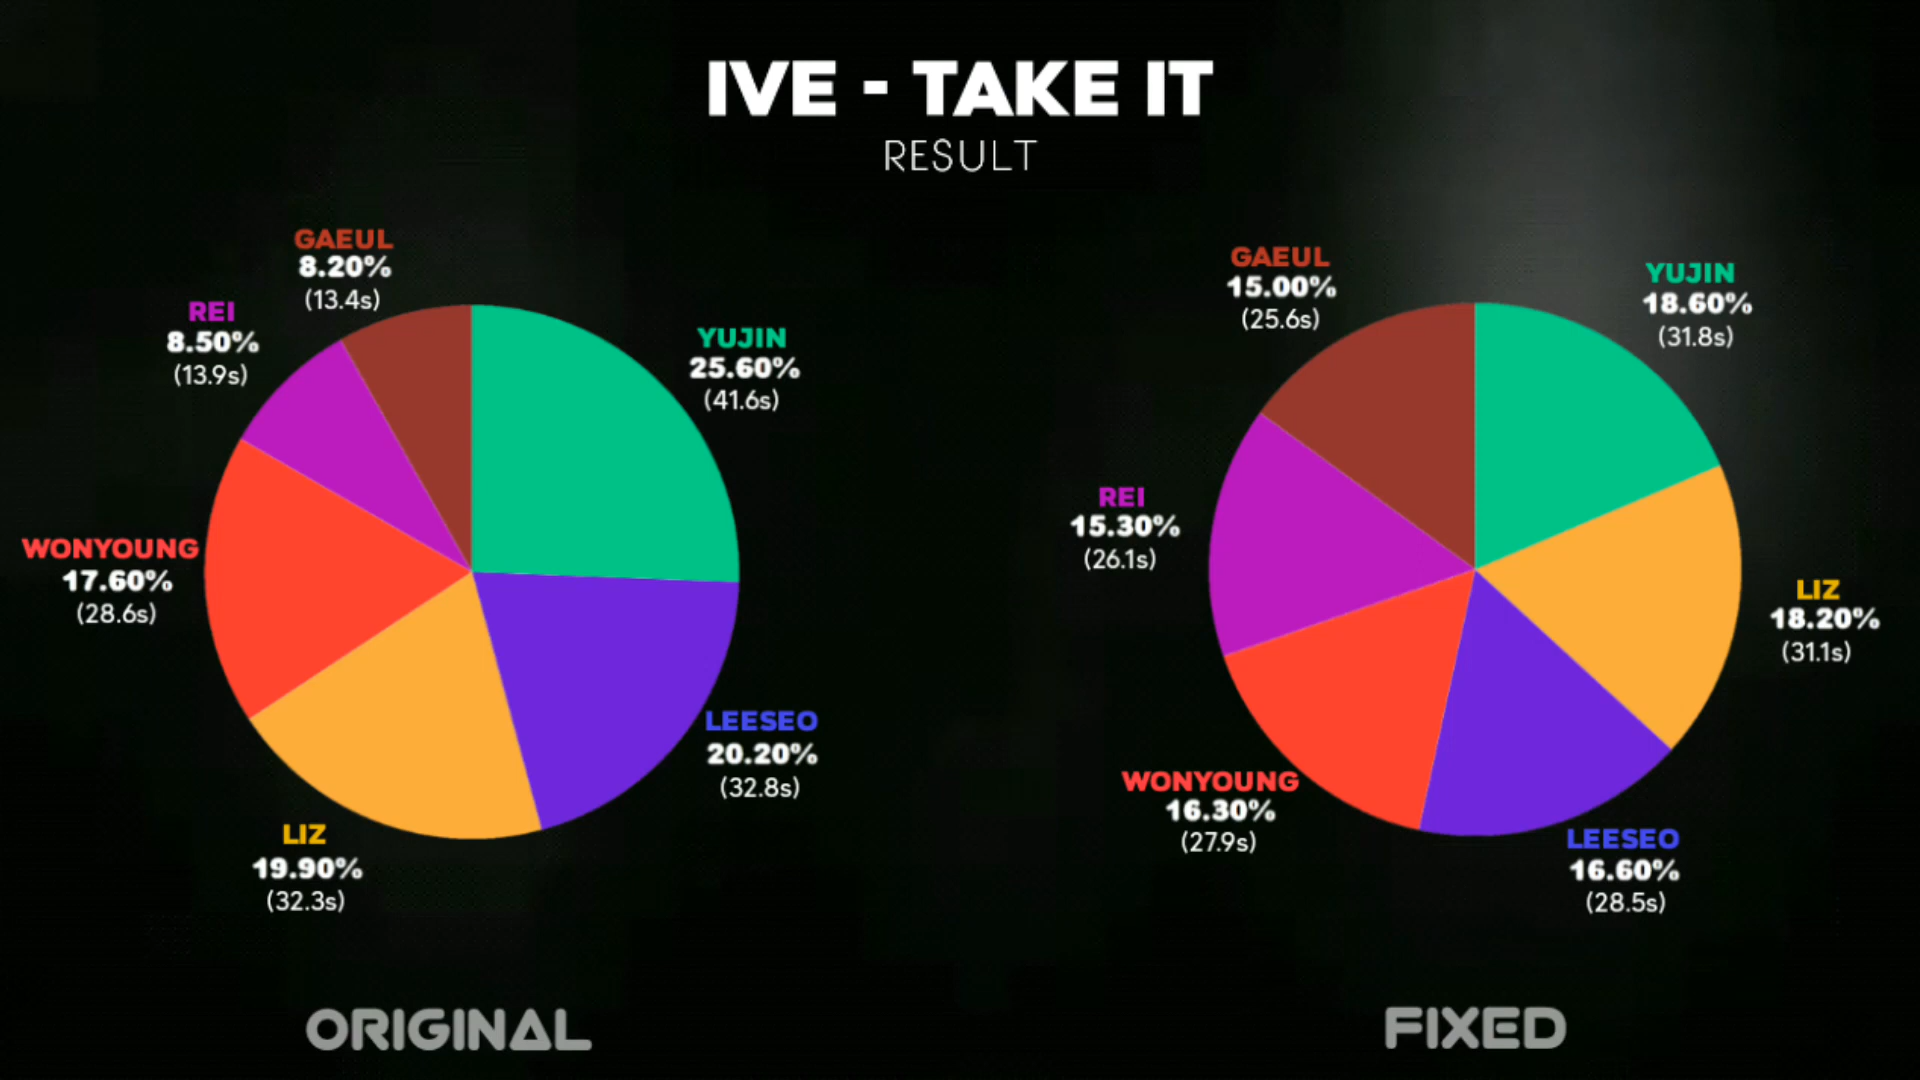 IVE - TAKE IT
RESULT
GAEUL
8.20%
(13.4s)
REI
8.50%
(13.9s)
YUJIN
25.60%
(41.6s)
WONYOUNG
17.60%
(28.6s)
LEESEO
20.20%
(32.8s)
LIZ
19.90%
(32.3s)
ORIGINAL
GAEUL
15.00%
(25.6s)
YUJIN
18.60%
(31.8s)
REI
15.30%
(26.1s)
LIZ
18.20%
(31.1s)
WONYOUNG
16.30%
(27.9s)
LEESEO
16.60%
(28.5s)
FIXED